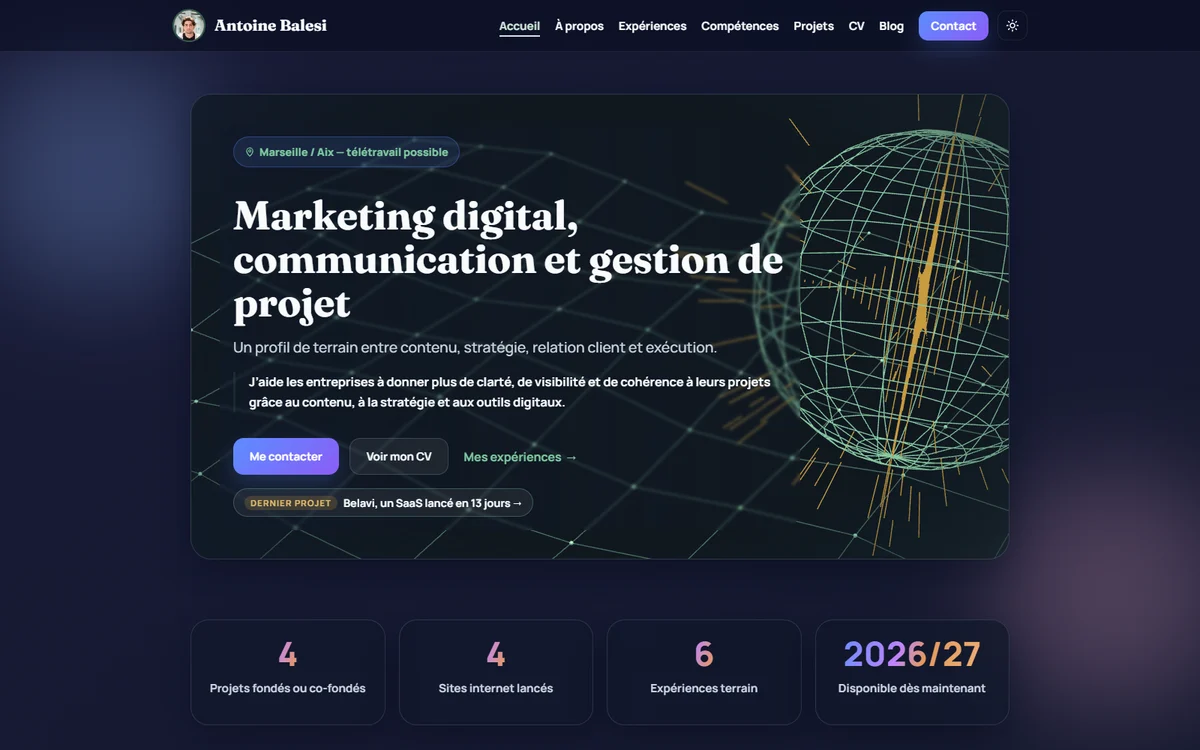 Antoine Balesi
Accueil
À propos
Expériences
Compétences
Projets
CV
Blog
Contact
Marseille / Aix — télétravail possible
Marketing digital,
communication et gestion de
projet
Un profil de terrain entre contenu, stratégie, relation client et exécution.
J’aide les entreprises à donner plus de clarté, de visibilité et de cohérence à leurs projets
grâce au contenu, à la stratégie et aux outils digitaux.
Me contacter
Voir mon CV
Mes expériences →
DERNIER PROJET Belavi, un SaaS lancé en 13 jours →
4
Projets fondés ou co-fondés
4
Sites internet lancés
6
Expériences terrain
2026/27
Disponible dès maintenant